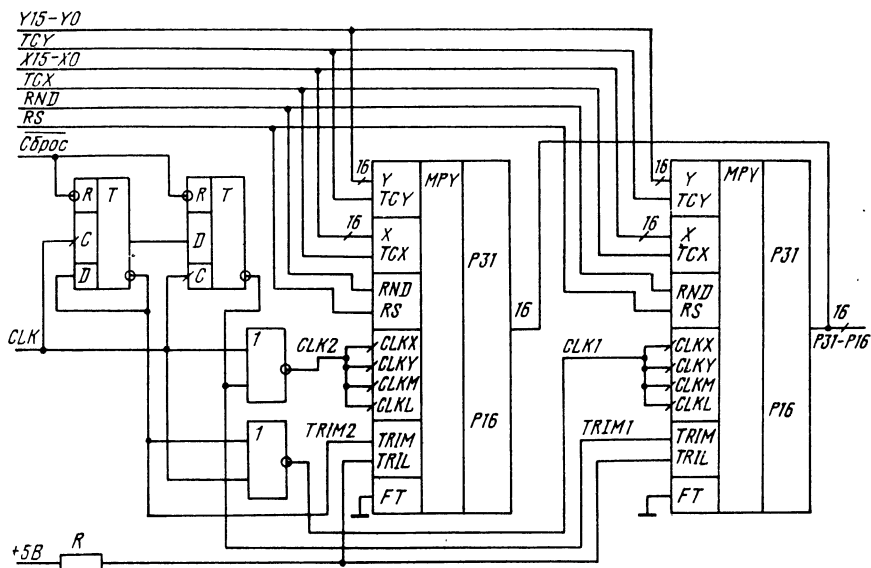 Y15-Y0
TCY
X15-X0
TCX
RND
RS
Сброс
R T
C
D
R T
D
C
CLK
1
CLK2
1
TRIM2
+5В
R
16
Y MPY
TCY
16
X
TCX
P31
RND
RS
16
CLKX
CLKY
CLKM
CLKL
P16
TRIM
TRIL
FT
CLK1
TRIM1
16
Y MPY
TCY
16
X
TCX
P31
RND
RS
16
P31-P16
CLKX
CLKY
CLKM
CLKL
P16
TRIM
TRIL
FT